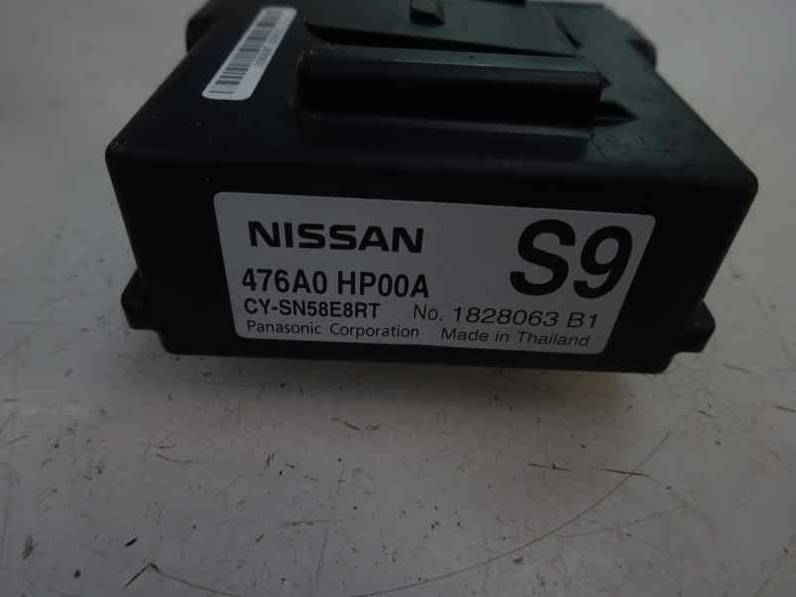 NISSAN
S9
476A0 HP00A
CY-SN58E8RT No. 1828063 B1
Panasonic Corporation Made in Thailand